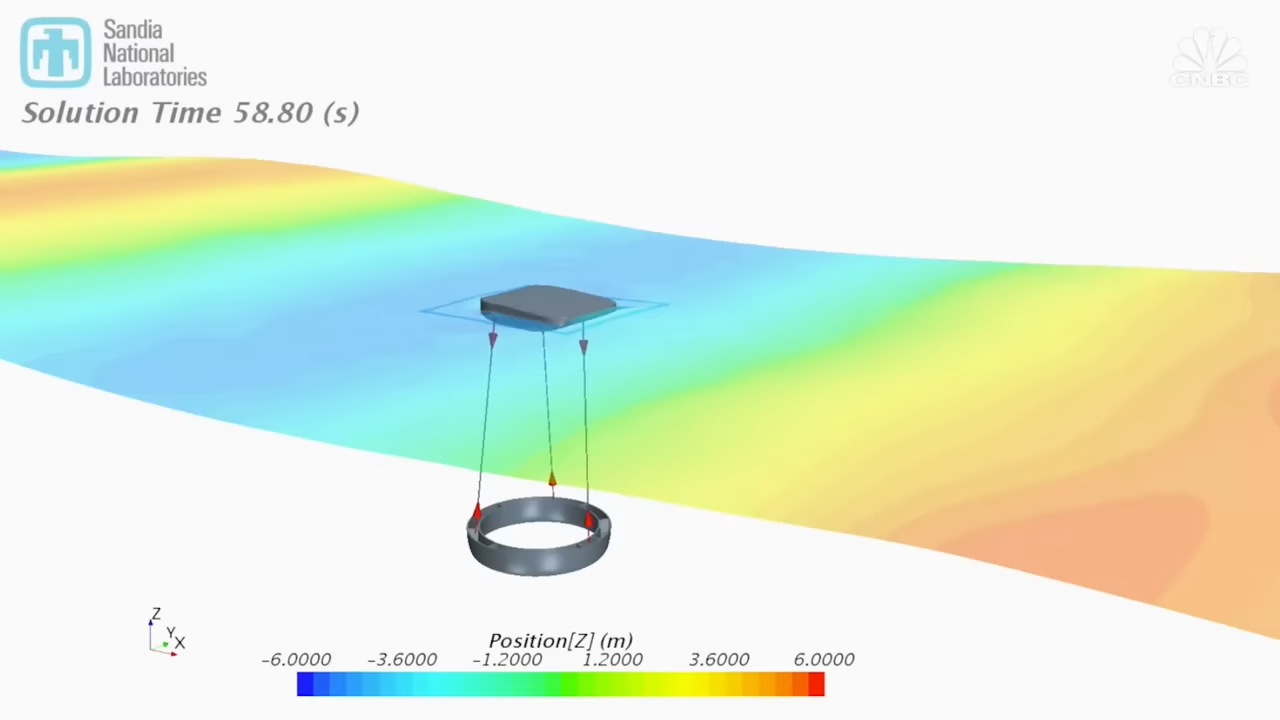 Sandia
National
Laboratories
CNBC
Solution Time 58.80 (s)
Z
Y
X
Position[Z] (m)
-6.0000 -3.6000 -1.2000 1.2000 3.6000 6.0000